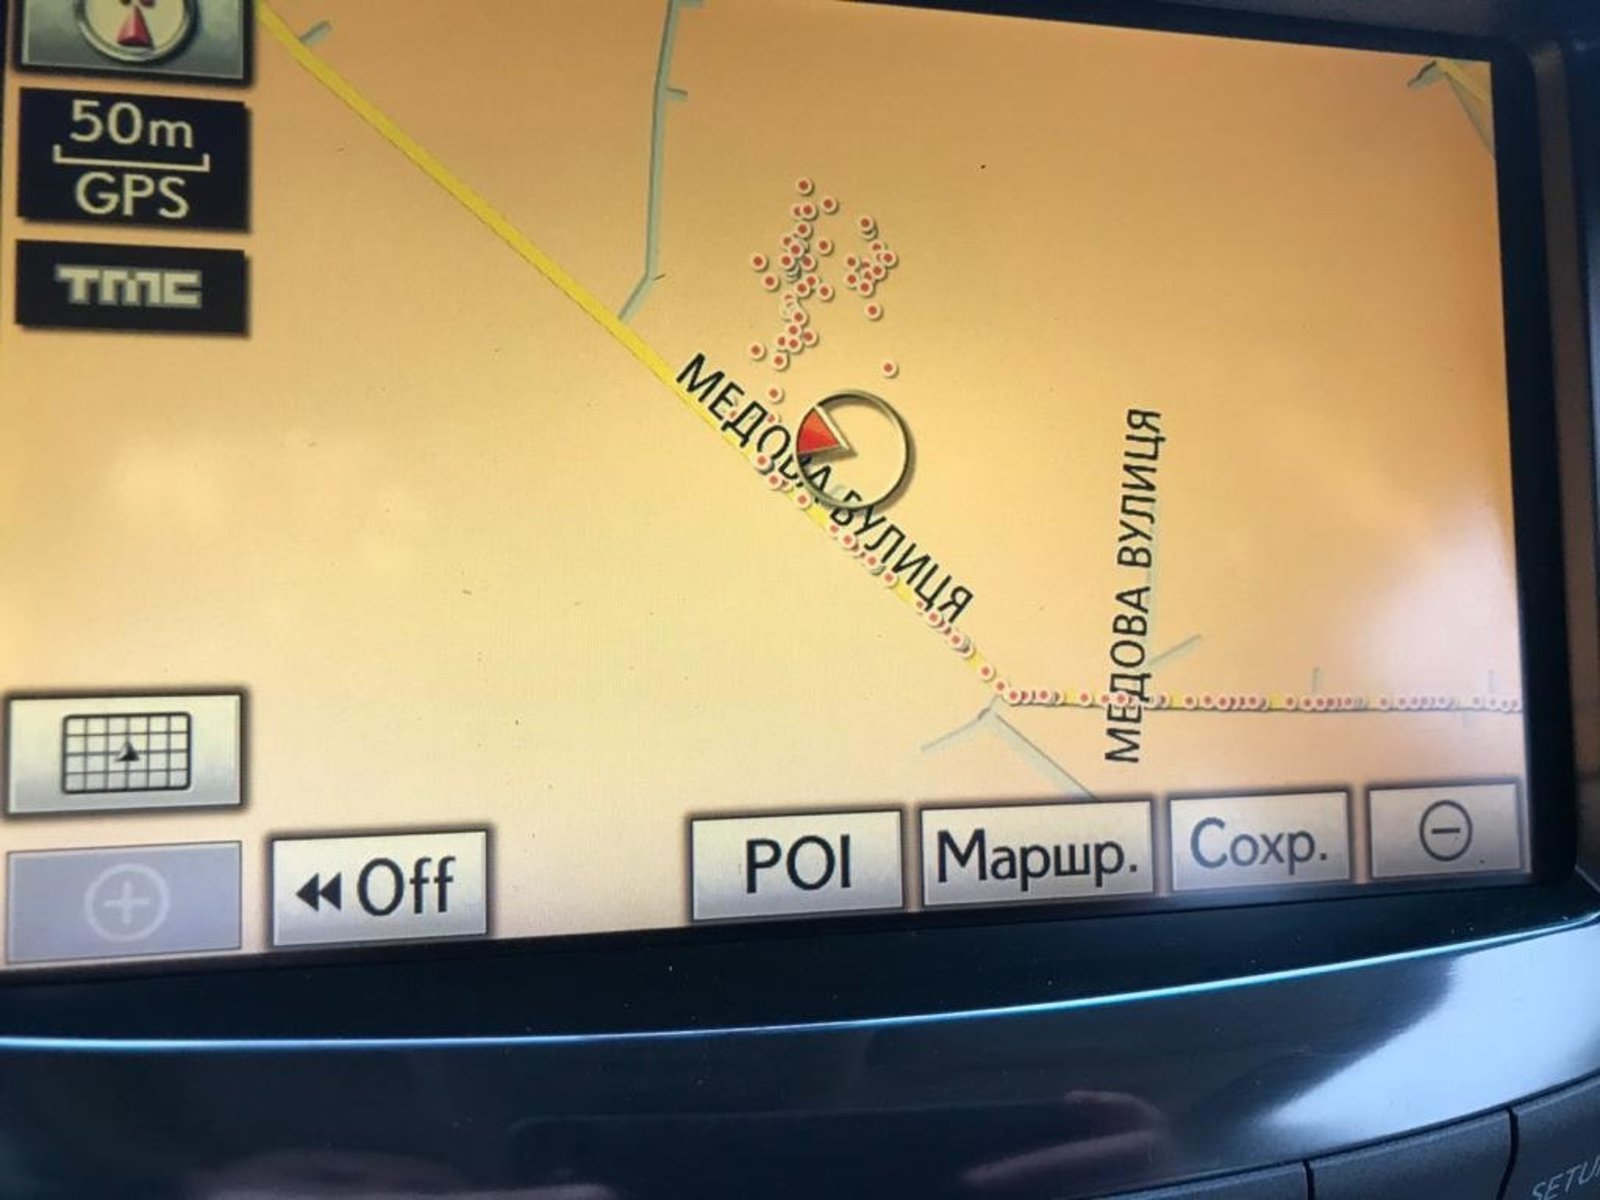 50m
GPS
TMC
МЕДОВА ВУЛИЦЯ
МЕДОВА ВУЛИЦЯ
Off
POI
Маршр.
Сохр.